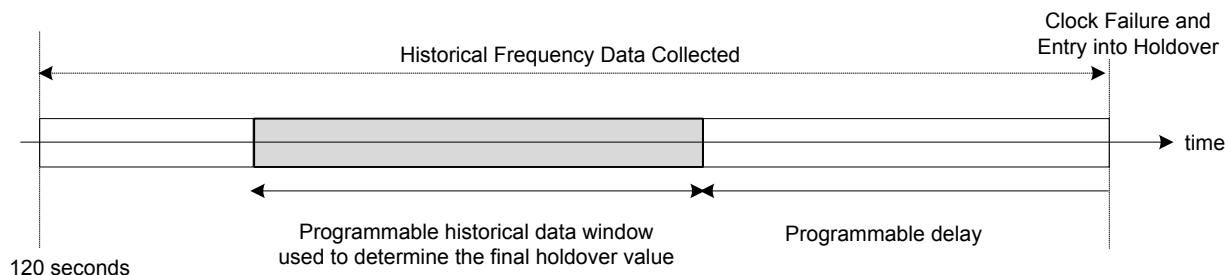 Clock Failure and
Entry into Holdover
Historical Frequency Data Collected
time
Programmable historical data window
used to determine the final holdover value
Programmable delay
120 seconds